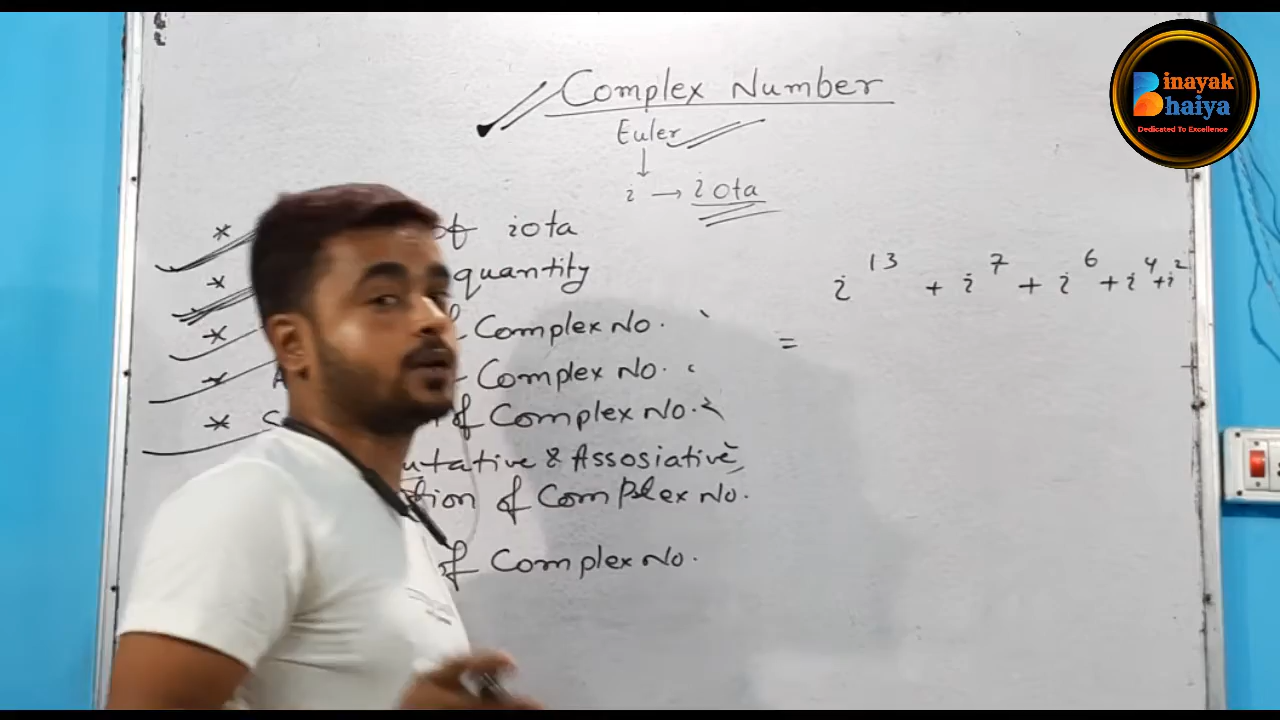 Complex Number
Euler
↓
i → iota
* of iota
* quantity
* Complex No.
* Complex No.
* of Complex No.
utative & Assosiative
tion of Complex No.
of Complex No.
i¹³ + i⁷ + i⁶ + i⁴ + i²
=
Binayak
Bhaiya
Dedicated To Excellence